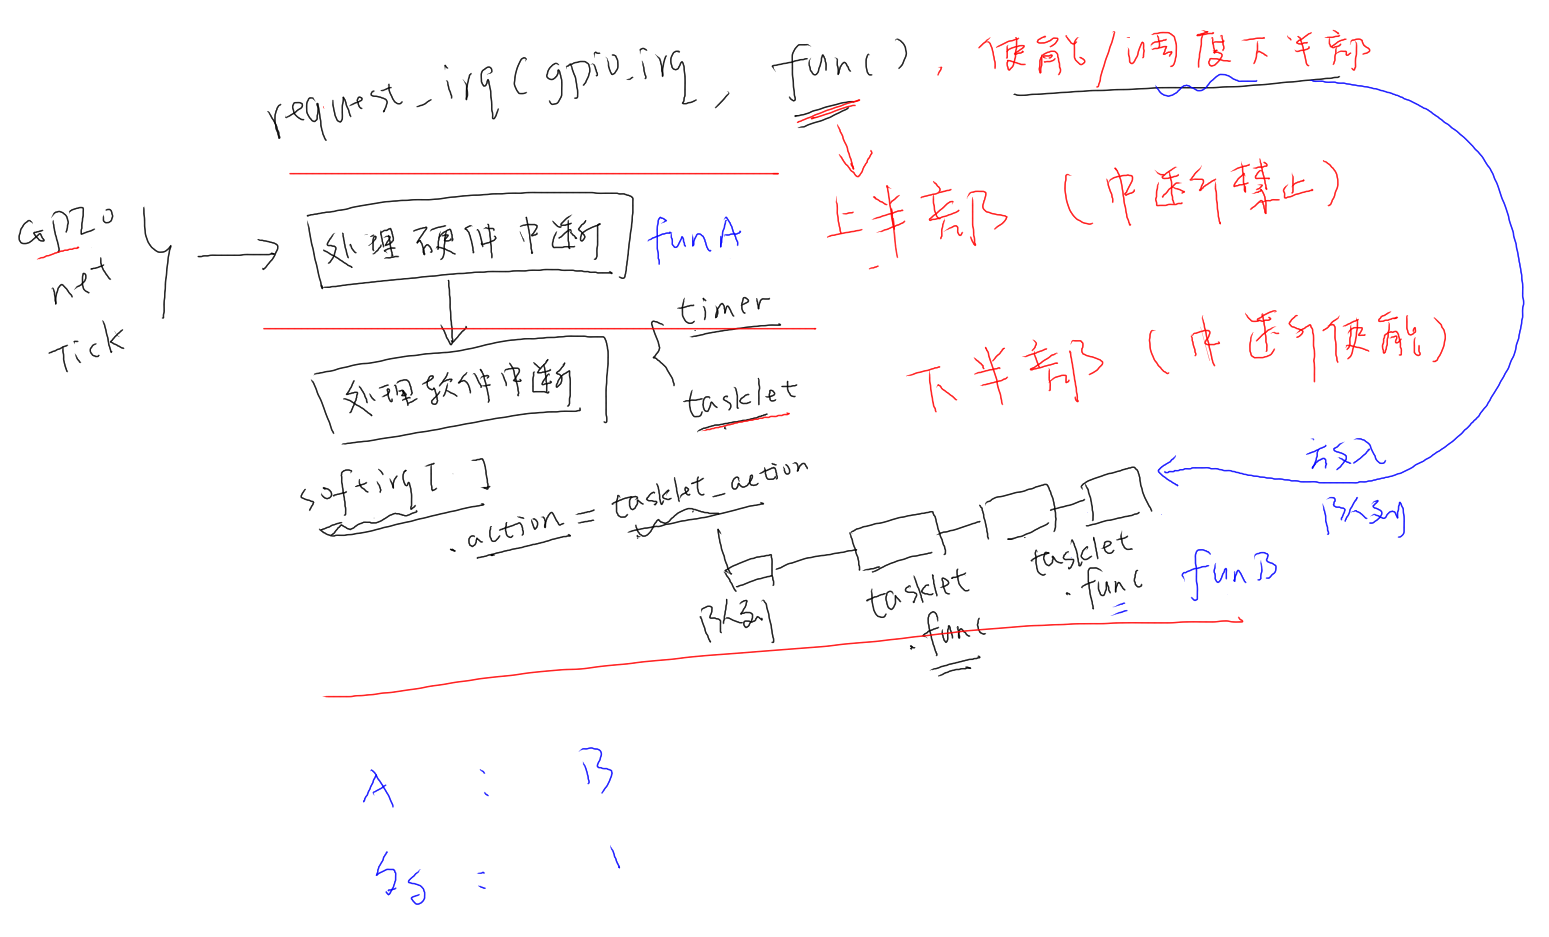 request_irq(gpio_irq, func), 使能/调度下半部
上半部 (中断禁止)
GPIO
net
Tick
处理硬件中断 funA
timer
处理软件中断
tasklet
下半部 (中断使能)
softirq[ ]
.action = tasklet_action
放入
队列
队列
tasklet
.func
tasklet
.func
funB
A : B
多 : 1